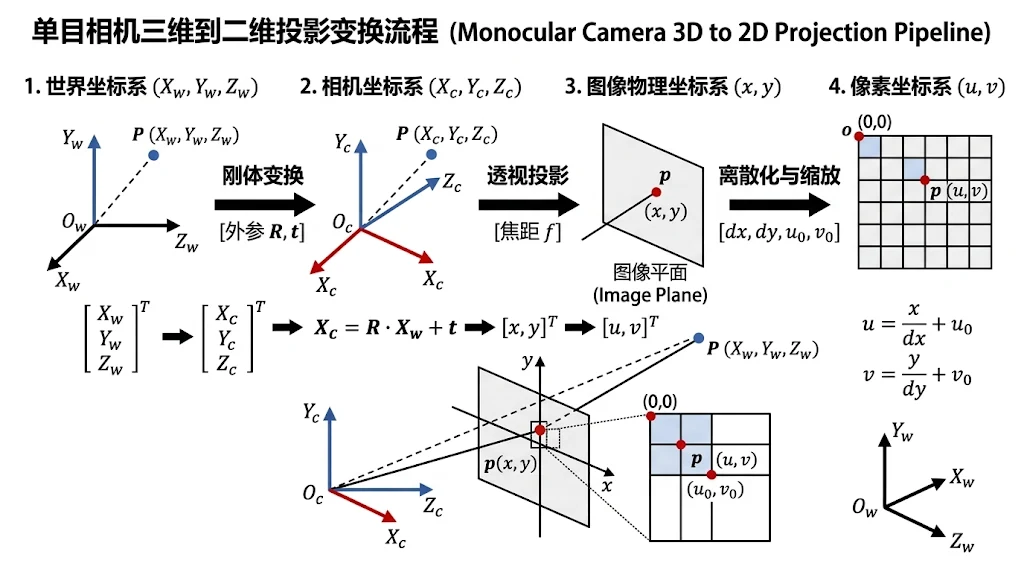 单目相机三维到二维投影变换流程 (Monocular Camera 3D to 2D Projection Pipeline)
1. 世界坐标系 (X_w, Y_w, Z_w)
2. 相机坐标系 (X_c, Y_c, Z_c)
3. 图像物理坐标系 (x, y)
4. 像素坐标系 (u, v)
Y_w
P (X_w, Y_w, Z_w)
O_w
Z_w
X_w
刚体变换
[外参 R, t]
Y_c
P (X_c, Y_c, Z_c)
Z_c
O_c
X_c
X_c
透视投影
[焦距 f]
p
(x, y)
图像平面
(Image Plane)
离散化与缩放
[dx, dy, u_0, v_0]
o (0,0)
p (u, v)
[X_w Y_w Z_w]^T
[X_c Y_c Z_c]^T
X_c = R · X_w + t
[x, y]^T
[u, v]^T
u = x/dx + u_0
v = y/dy + v_0
P (X_w, Y_w, Z_w)
Y_c
O_c
Z_c
X_c
y
p(x, y)
x
(0,0)
p (u, v)
(u_0, v_0)
Y_w
X_w
O_w
Z_w